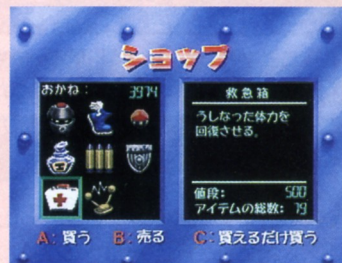 ショップ
おかね: 3974
救急箱
うしなった体力を
回復させる。
値段: 500
アイテムの総数: 79
A: 買う B: 売る C: 買えるだけ買う